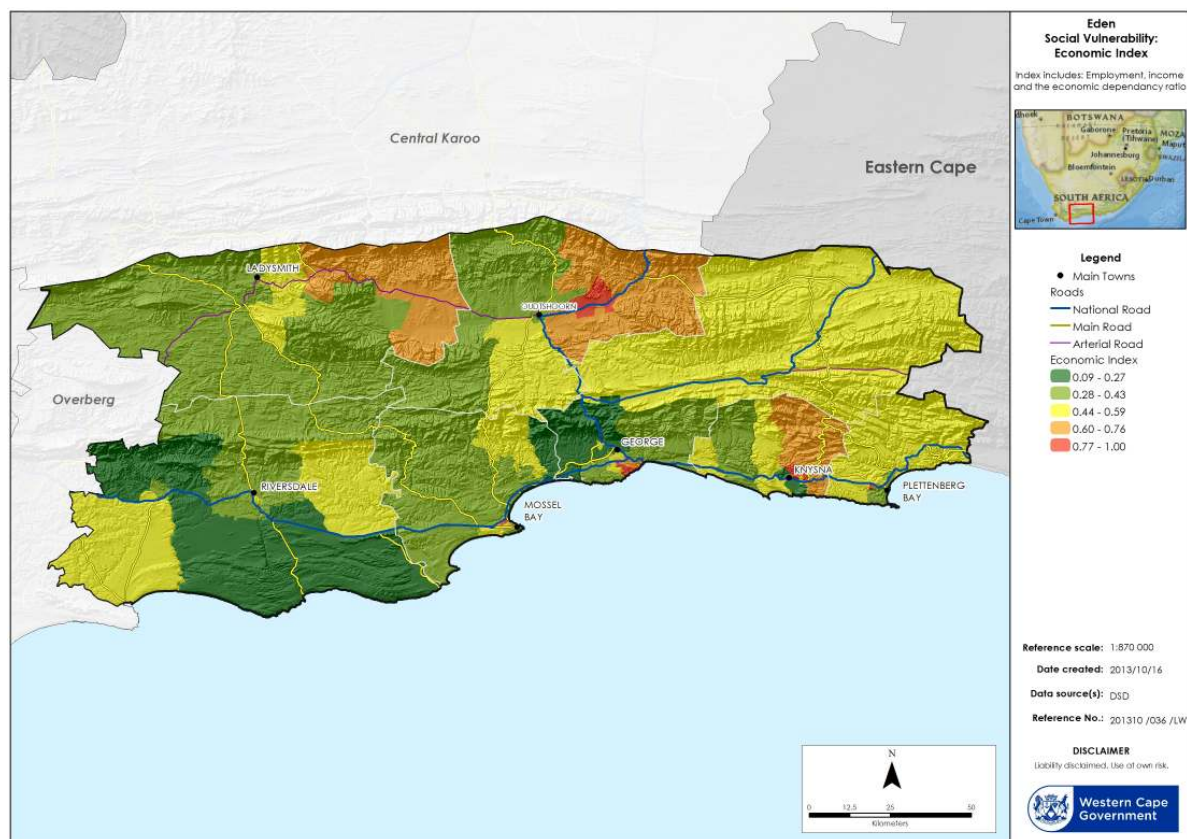 Eden
Social Vulnerability:
Economic Index
Index includes: Employment, income
and the economic dependancy ratio
BOTSWANA
Gaborone
Pretoria
(Tshwane)
MOZA
Maput
Johannesburg
SWAZILA
Bloemfontein
LESOTHO
Durban
SOUTH AFRICA
Cape Town
Central Karoo
Eastern Cape
LADYSMITH
OUDTSHOORN
Overberg
GEORGE
KNYSNA
RIVERSDALE
PLETTENBERG
BAY
MOSSEL
BAY
Legend
Main Towns
Roads
National Road
Main Road
Arterial Road
Economic Index
0.09 - 0.27
0.28 - 0.43
0.44 - 0.59
0.60 - 0.76
0.77 - 1.00
Reference scale: 1:870 000
Date created: 2013/10/16
Data source(s): DSD
Reference No.: 201310 /036 /LW
DISCLAIMER
Liability disclaimed. Use at own risk.
N
0 12.5 25 50
Kilometers
Western Cape
Government